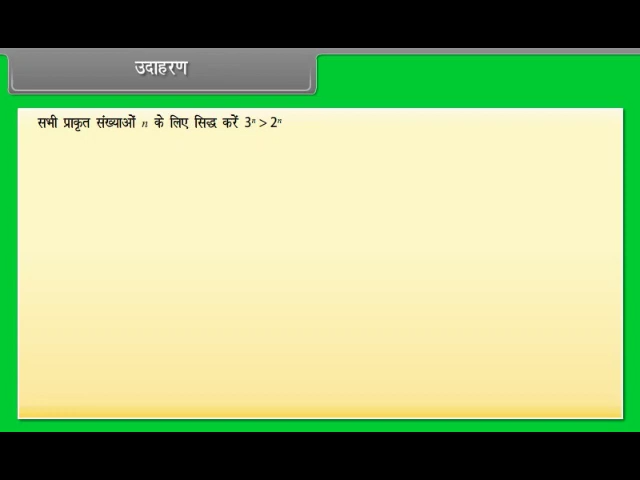 उदाहरण
सभी प्राकृत संख्याओं n के लिए सिद्ध करें 3ⁿ > 2ⁿ